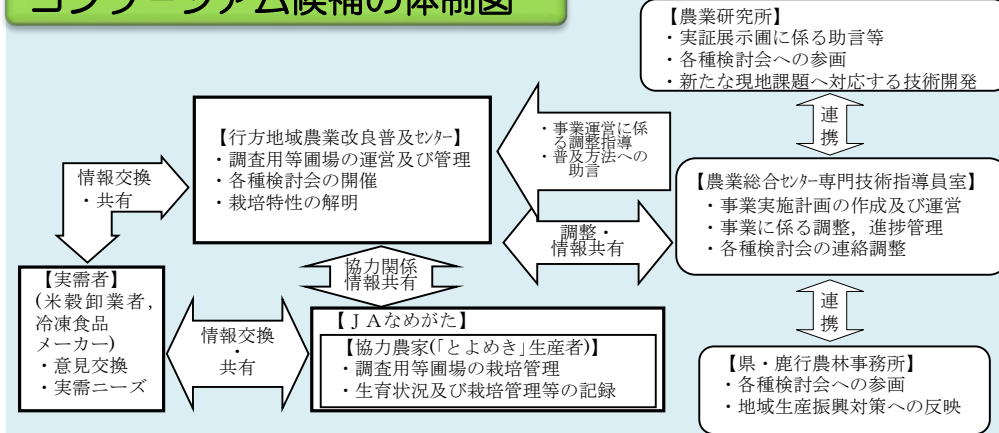 コンソーシアム候補の体制図
【農業研究所】
・実証展示圃に係る助言等
・各種検討会への参画
・新たな現地課題へ対応する技術開発
連
携
【行方地域農業改良普及ｾﾝﾀｰ】
・調査用等圃場の運営及び管理
・各種検討会の開催
・栽培特性の解明
・事業運営に係
る調整指導
・普及方法への
助言
【農業総合ｾﾝﾀｰ専門技術指導員室】
・事業実施計画の作成及び運営
・事業に係る調整，進捗管理
・各種検討会の連絡調整
情報交換
・共有
調整・
情報共有
協力関係
情報共有
【実需者】
(米穀卸業者，
冷凍食品
メーカー)
・意見交換
・実需ニーズ
情報交換
・
共有
【ＪＡなめがた】
【協力農家(｢とよめき｣生産者)】
・調査用等圃場の栽培管理
・生育状況及び栽培管理等の記録
連
携
【県・鹿行農林事務所】
・各種検討会への参画
・地域生産振興対策への反映